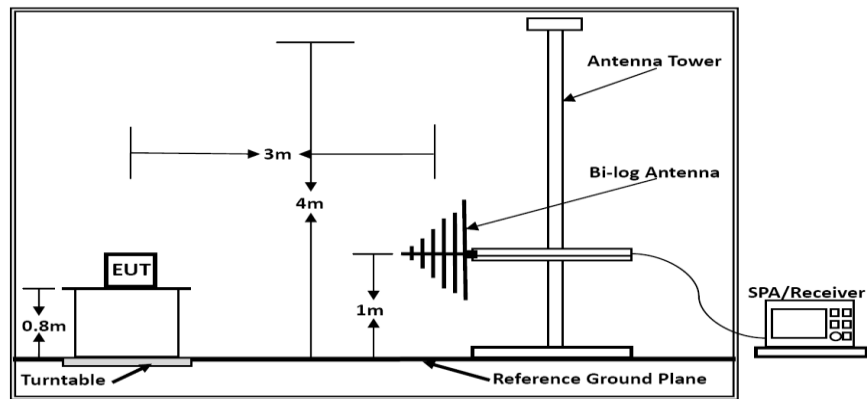 Antenna Tower
3m
Bi-log Antenna
4m
EUT
SPA/Receiver
1m
0.8m
Turntable
Reference Ground Plane